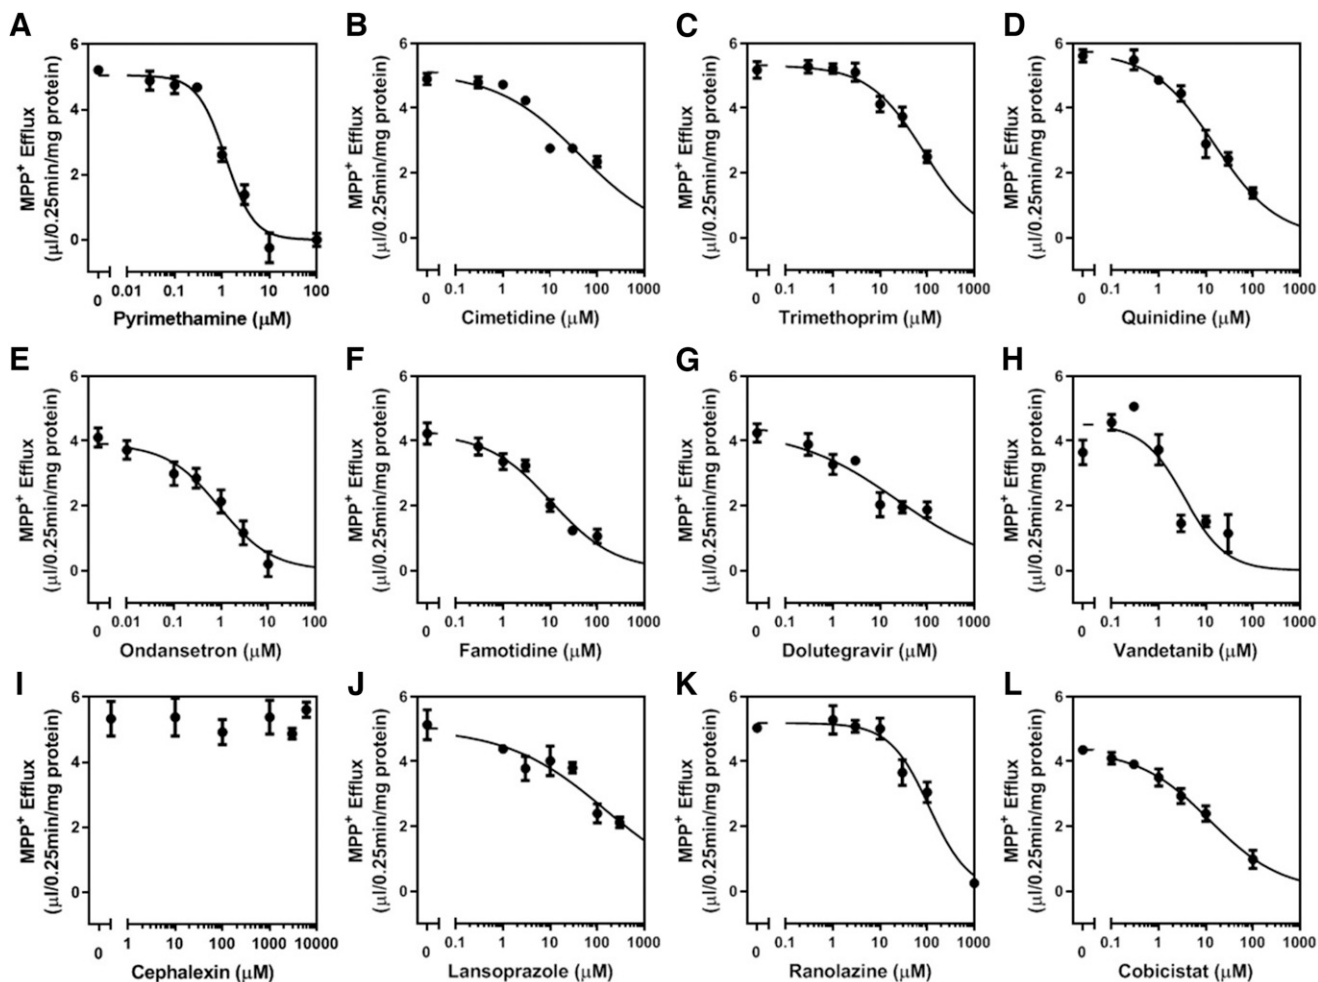 A
MPP+ Efflux
(μl/0.25min/mg protein)
6
4
2
0
0
0.01
0.1
1
10
100
Pyrimethamine (μM)
B
MPP+ Efflux
(μl/0.25min/mg protein)
6
4
2
0
0
0.1
1
10
100
1000
Cimetidine (μM)
C
MPP+ Efflux
(μl/0.25min/mg protein)
6
4
2
0
0
0.1
1
10
100
1000
Trimethoprim (μM)
D
MPP+ Efflux
(μl/0.25min/mg protein)
6
4
2
0
0
0.1
1
10
100
1000
Quinidine (μM)
E
MPP+ Efflux
(μl/0.25min/mg protein)
6
4
2
0
0
0.01
0.1
1
10
100
Ondansetron (μM)
F
MPP+ Efflux
(μl/0.25min/mg protein)
6
4
2
0
0
0.1
1
10
100
1000
Famotidine (μM)
G
MPP+ Efflux
(μl/0.25min/mg protein)
6
4
2
0
0
0.1
1
10
100
1000
Dolutegravir (μM)
H
MPP+ Efflux
(μl/0.25min/mg protein)
6
4
2
0
0
0.1
1
10
100
1000
Vandetanib (μM)
I
MPP+ Efflux
(μl/0.25min/mg protein)
6
4
2
0
0
1
10
100
1000
10000
Cephalexin (μM)
J
MPP+ Efflux
(μl/0.25min/mg protein)
6
4
2
0
0
0.1
1
10
100
1000
Lansoprazole (μM)
K
MPP+ Efflux
(μl/0.25min/mg protein)
6
4
2
0
0
0.1
1
10
100
1000
Ranolazine (μM)
L
MPP+ Efflux
(μl/0.25min/mg protein)
6
4
2
0
0
0.1
1
10
100
1000
Cobicistat (μM)